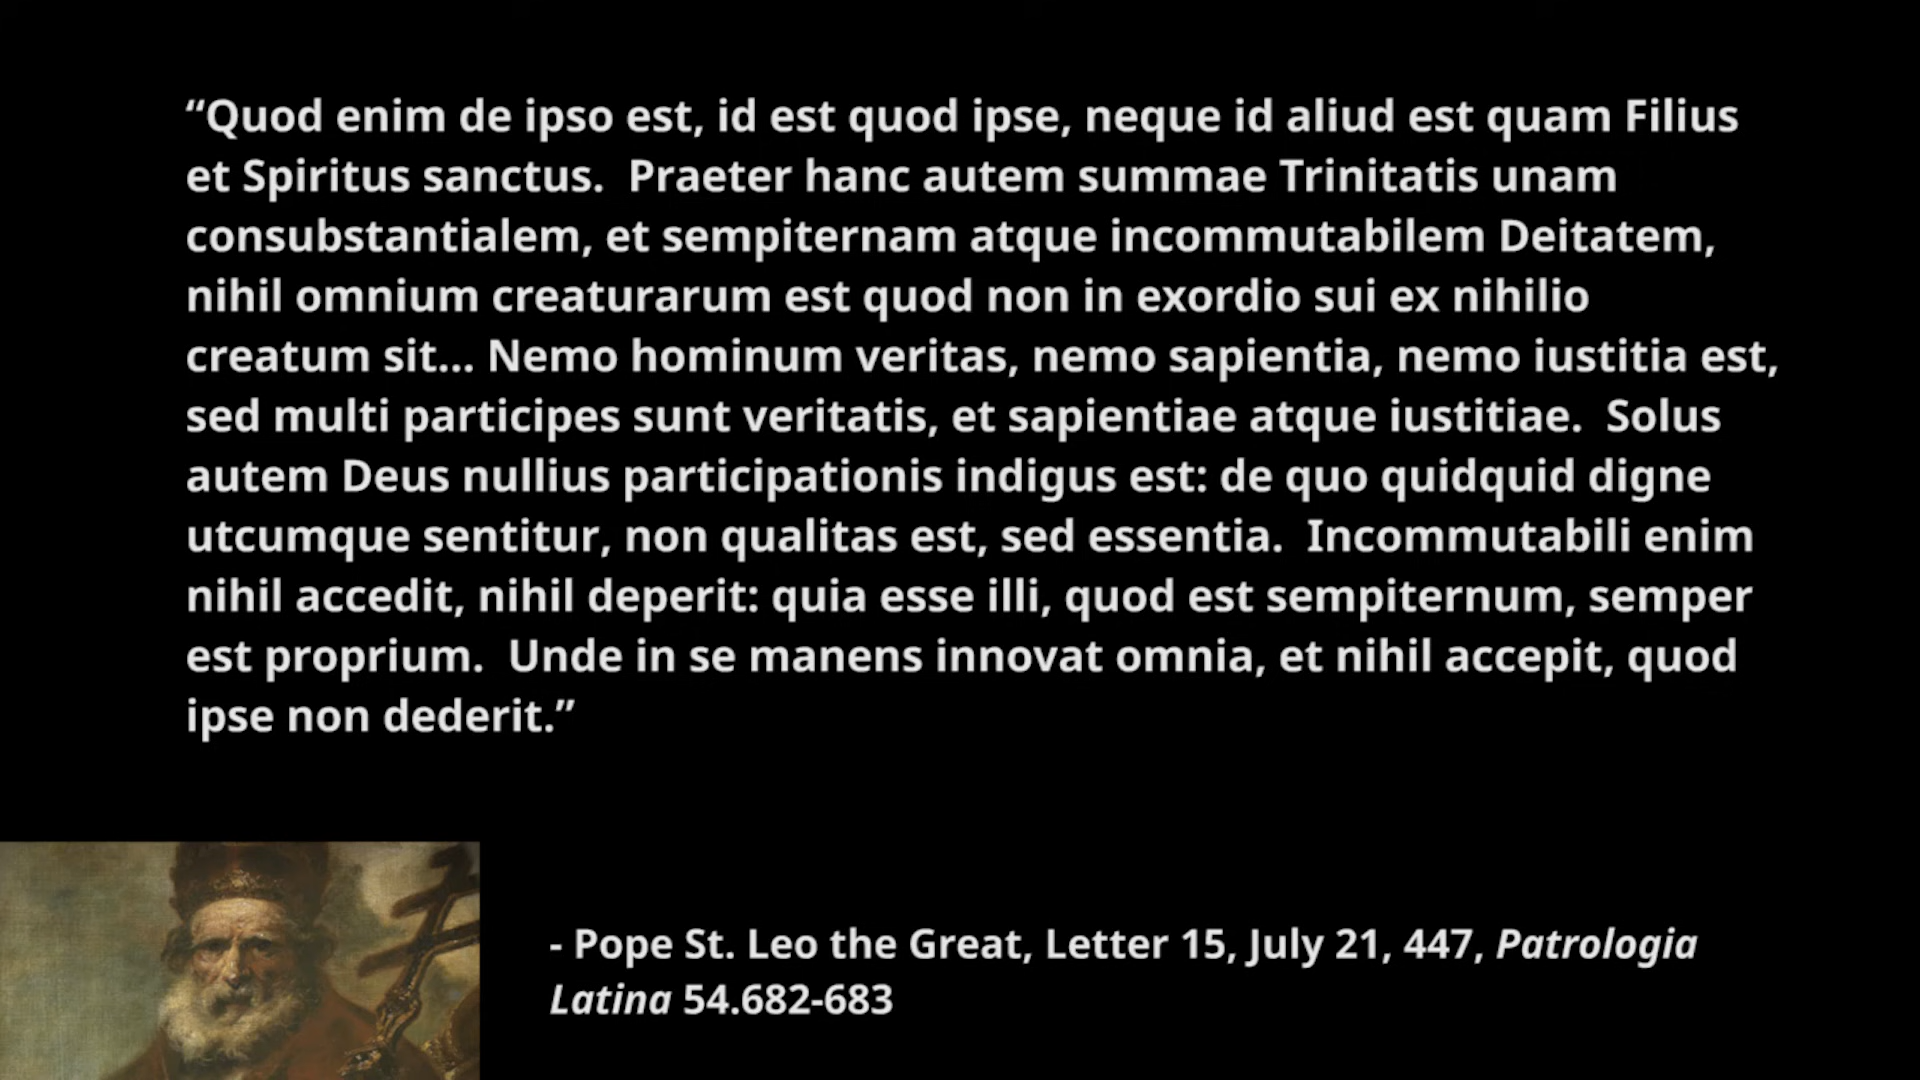 “Quod enim de ipso est, id est quod ipse, neque id aliud est quam Filius
et Spiritus sanctus.  Praeter hanc autem summae Trinitatis unam
consubstantialem, et sempiternam atque incommutabilem Deitatem,
nihil omnium creaturarum est quod non in exordio sui ex nihilio
creatum sit... Nemo hominum veritas, nemo sapientia, nemo iustitia est,
sed multi participes sunt veritatis, et sapientiae atque iustitiae.  Solus
autem Deus nullius participationis indigus est: de quo quidquid digne
utcumque sentitur, non qualitas est, sed essentia.  Incommutabili enim
nihil accedit, nihil deperit: quia esse illi, quod est sempiternum, semper
est proprium.  Unde in se manens innovat omnia, et nihil accepit, quod
ipse non dederit.”
- Pope St. Leo the Great, Letter 15, July 21, 447, Patrologia
Latina 54.682-683